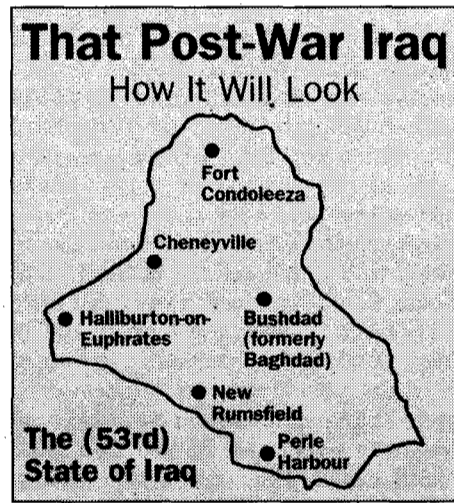 That Post-War Iraq
How It Will Look
Fort
Condoleeza
Cheneyville
Halliburton-on-
Euphrates
Bushdad
(formerly
Baghdad)
New
Rumsfield
Perle
Harbour
The (53rd)
State of Iraq